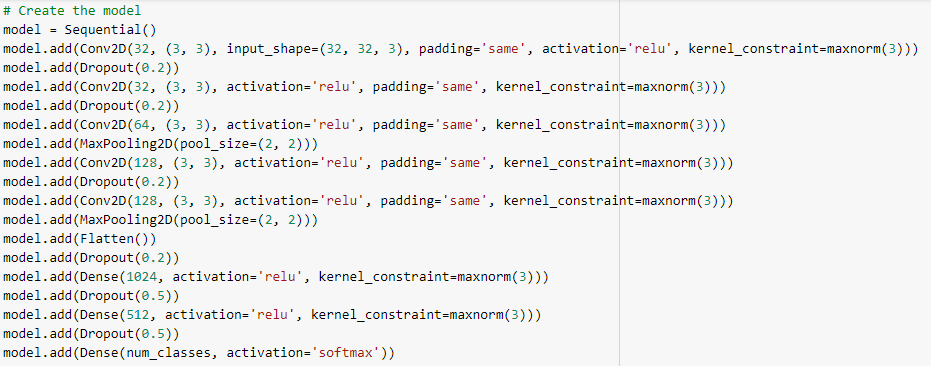 # Create the model
model = Sequential()
model.add(Conv2D(32, (3, 3), input_shape=(32, 32, 3), padding='same', activation='relu', kernel_constraint=maxnorm(3)))
model.add(Dropout(0.2))
model.add(Conv2D(32, (3, 3), activation='relu', padding='same', kernel_constraint=maxnorm(3)))
model.add(Dropout(0.2))
model.add(Conv2D(64, (3, 3), activation='relu', padding='same', kernel_constraint=maxnorm(3)))
model.add(MaxPooling2D(pool_size=(2, 2)))
model.add(Conv2D(128, (3, 3), activation='relu', padding='same', kernel_constraint=maxnorm(3)))
model.add(Dropout(0.2))
model.add(Conv2D(128, (3, 3), activation='relu', padding='same', kernel_constraint=maxnorm(3)))
model.add(MaxPooling2D(pool_size=(2, 2)))
model.add(Flatten())
model.add(Dropout(0.2))
model.add(Dense(1024, activation='relu', kernel_constraint=maxnorm(3)))
model.add(Dropout(0.5))
model.add(Dense(512, activation='relu', kernel_constraint=maxnorm(3)))
model.add(Dropout(0.5))
model.add(Dense(num_classes, activation='softmax'))